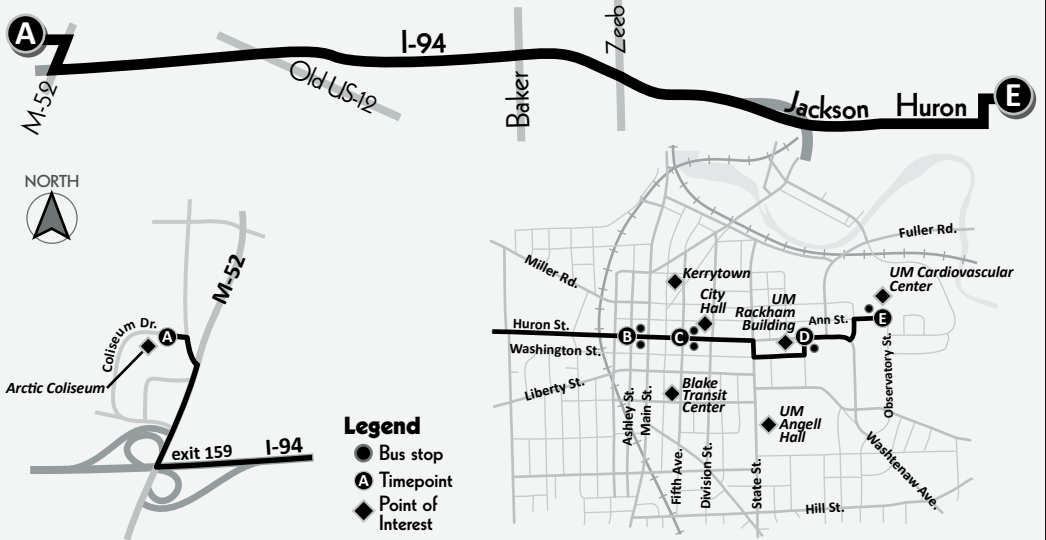 A
M-52
Old US-12
I-94
Baker
Zeeb
Jackson
Huron
E
NORTH
M-52
Coliseum Dr.
A
Arctic Coliseum
exit 159
I-94
Legend
Bus stop
A Timepoint
Point of
Interest
Miller Rd.
Fuller Rd.
Kerrytown
City
Hall
UM
Rackham
Building
UM Cardiovascular
Center
Ann St.
Huron St.
B
C
D
E
Washington St.
Liberty St.
Ashley St.
Main St.
Blake
Transit
Center
UM
Angell
Hall
Observatory St.
Fifth Ave.
Division St.
State St.
Washtenaw Ave.
Hill St.